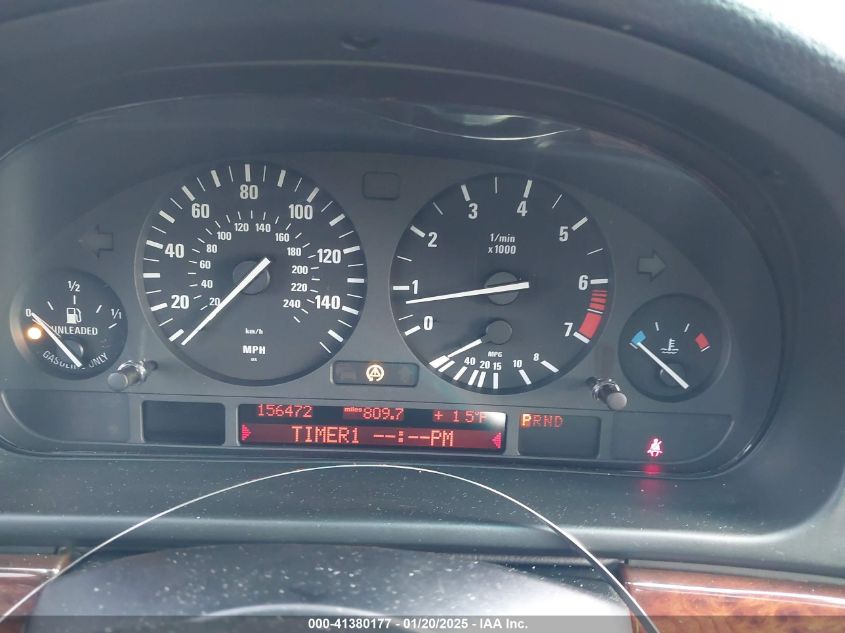 20 40 60 80 100 120 140
20 40 60 80 100 120 140 160 180 200 220 240
km/h
MPH
0 1 2 3 4 5 6 7
1/min
x1000
MPG
40 20 15 10 8
0 1/2 1/1
UNLEADED
GASOLINE ONLY
156472 miles 809.7 + 15°F
TIMER1 --:--PM
PRND
000-41380177 - 01/20/2025 - IAA Inc.